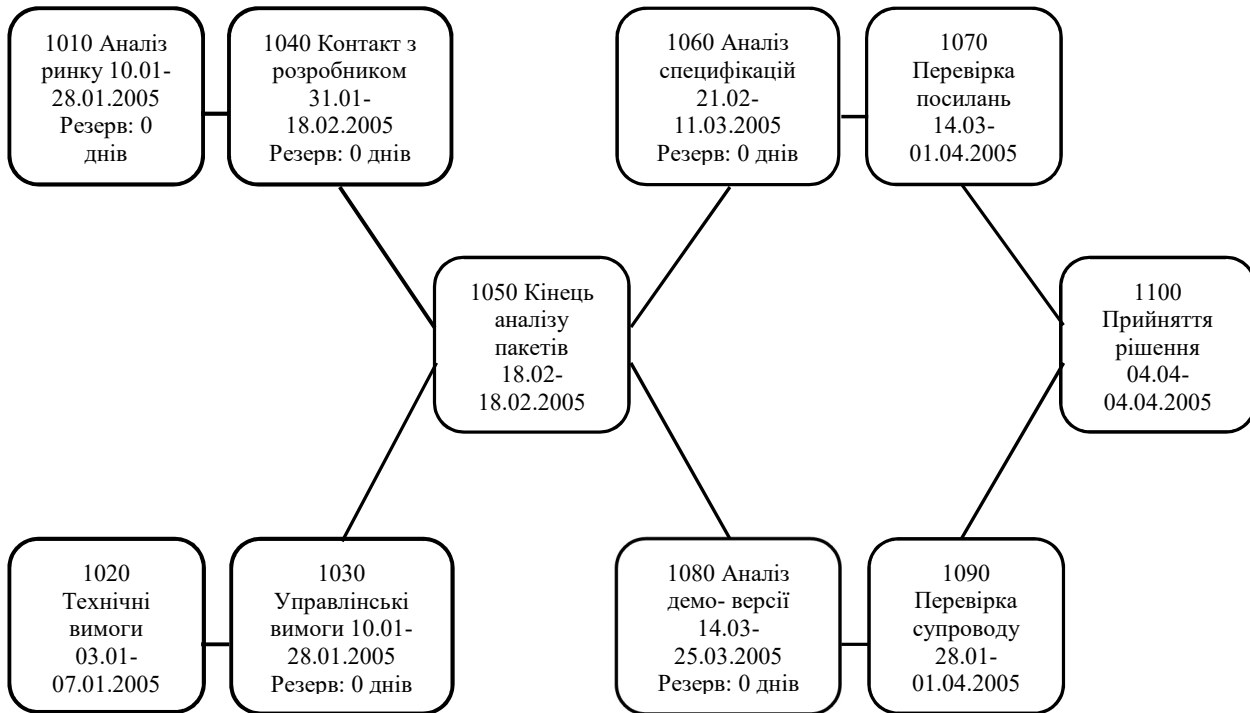 1010 Аналіз
ринку 10.01-
28.01.2005
Резерв: 0
днів
1040 Контакт з
розробником
31.01-
18.02.2005
Резерв: 0 днів
1060 Аналіз
специфікацій
21.02-
11.03.2005
Резерв: 0 днів
1070
Перевірка
посилань
14.03-
01.04.2005
1050 Кінець
аналізу
пакетів
18.02-
18.02.2005
1100
Прийняття
рішення
04.04-
04.04.2005
1020
Технічні
вимоги
03.01-
07.01.2005
1030
Управлінські
вимоги 10.01-
28.01.2005
Резерв: 0 днів
1080 Аналіз
демо- версії
14.03-
25.03.2005
Резерв: 0 днів
1090
Перевірка
супроводу
28.01-
01.04.2005